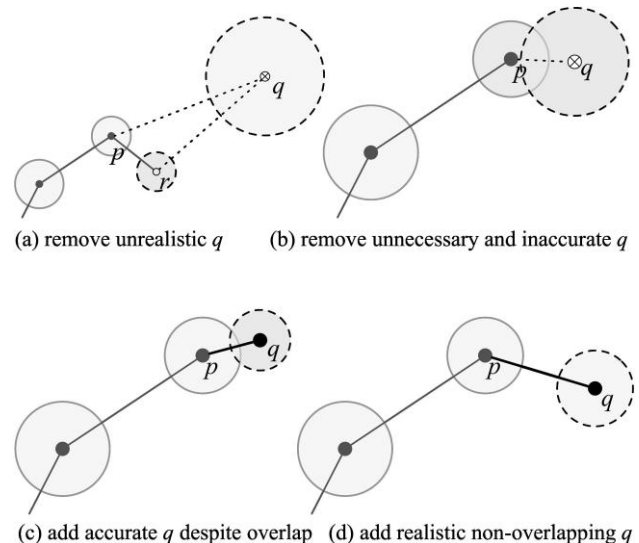 q
p
r
(a) remove unrealistic q
p
q
(b) remove unnecessary and inaccurate q
p
q
(c) add accurate q despite overlap
p
q
(d) add realistic non-overlapping q